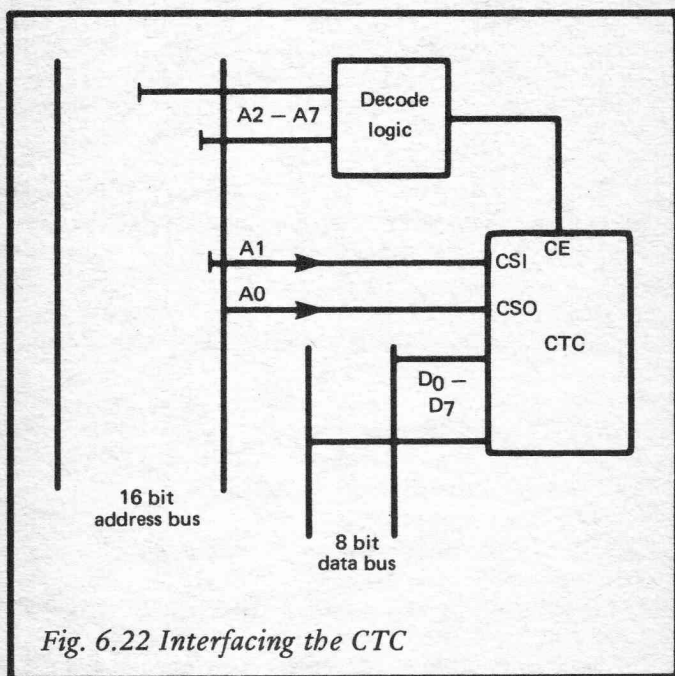 A2 – A7
Decode
logic
A1
CE
CSI
A0
CSO
CTC
D0 –
D7
16 bit
address bus
8 bit
data bus
Fig. 6.22 Interfacing the CTC